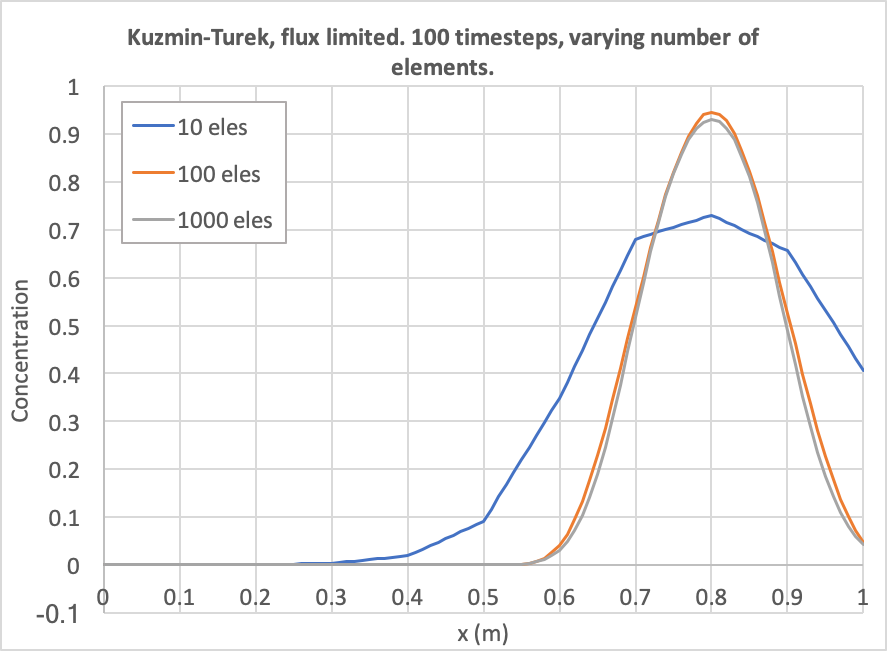 Kuzmin-Turek, flux limited. 100 timesteps, varying number of
elements.
1
0.9
0.8
0.7
0.6
0.5
0.4
0.3
0.2
0.1
0
-0.1
10 eles
100 eles
1000 eles
Concentration
0 0.1 0.2 0.3 0.4 0.5 0.6 0.7 0.8 0.9 1
x (m)